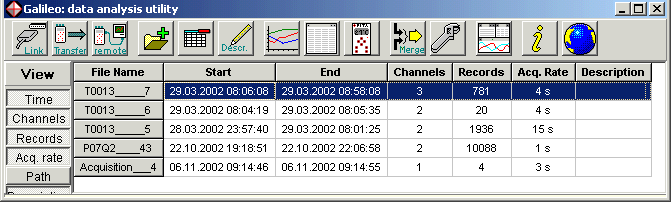 Galileo: data analysis utility
Link Transfer remote Descr. Merge
View File Name Start End Channels Records Acq. Rate Description
Time T0013____7 29.03.2002 08:06:08 29.03.2002 08:58:08 3 781 4 s
Channels T0013____6 29.03.2002 08:04:19 29.03.2002 08:05:35 2 20 4 s
Records T0013____5 28.03.2002 23:57:40 29.03.2002 08:01:25 2 1936 15 s
Acq. rate P07Q2___43 22.10.2002 19:18:51 22.10.2002 22:06:58 2 10088 1 s
Path Acquisition___4 06.11.2002 09:14:46 06.11.2002 09:14:55 1 4 3 s